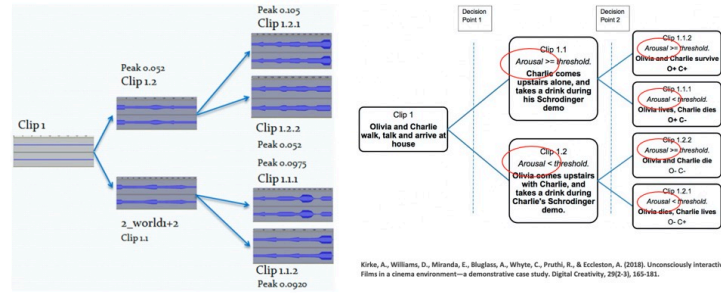 Peak 0.105
Clip 1.2.1
Peak 0.052
Clip 1.2
Clip 1
Clip 1.2.2
Peak 0.052
Peak 0.0975
Clip 1.1.1
2_world1+2
Clip 1.1
Clip 1.1.2
Peak 0.0920
Decision
Point 1
Decision
Point 2
Clip 1
Olivia and Charlie
walk, talk and arrive at
house
Clip 1.1
Arousal >= threshold.
Charlie comes
upstairs alone, and
takes a drink during
his Schrodinger
demo
Clip 1.2
Arousal < threshold.
Olivia comes upstairs
with Charlie, and
takes a drink during
Charlie's Schrodinger
demo.
Clip 1.1.2
Arousal >= threshold.
Olivia and Charlie survive
O+ C+
Clip 1.1.1
Arousal < threshold.
Olivia lives, Charlie dies
O+ C-
Clip 1.2.2
Arousal >= threshold.
Olivia and Charlie die
O- C-
Clip 1.2.1
Arousal < threshold.
Olivia dies, Charlie lives
O- C+
Kirke, A., Williams, D., Miranda, E., Bluglass, A., Whyte, C., Pruthi, R., & Eccleston, A. (2018). Unconsciously interactive
Films in a cinema environment—a demonstrative case study. Digital Creativity, 29(2-3), 165-181.